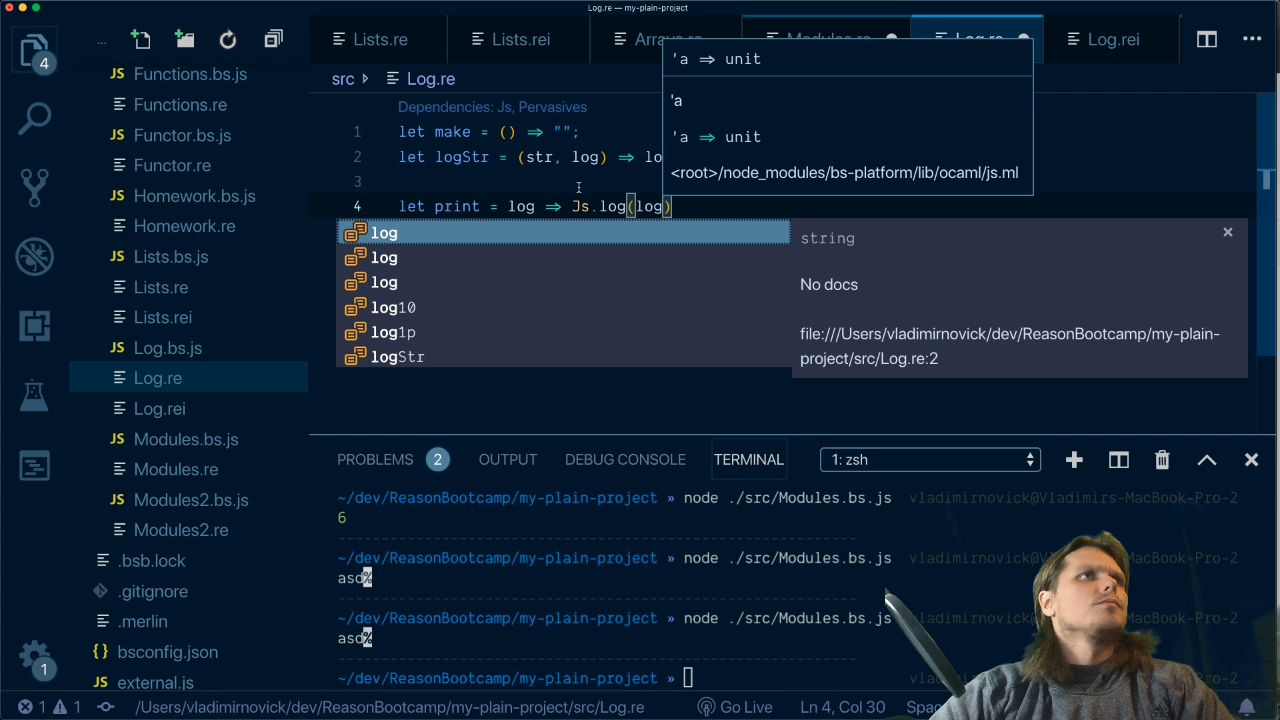 Log.re — my-plain-project
4
...
Lists.re
Lists.rei
Arrays.re
Modules.re
Log.re
Log.rei
...
JS Functions.bs.js
Functions.re
JS Functor.bs.js
Functor.re
JS Homework.bs.js
Homework.re
JS Lists.bs.js
Lists.re
Lists.rei
JS Log.bs.js
Log.re
Log.rei
JS Modules.bs.js
Modules.re
JS Modules2.bs.js
Modules2.re
.bsb.lock
.gitignore
.merlin
{} bsconfig.json
JS external.js
1
src Log.re
Dependencies: Js, Pervasives
1 let make = () => "";
2 let logStr = (str, log) => lo
3
4 let print = log => Js.log(log)
'a => unit
'a
'a => unit
<root>/node_modules/bs-platform/lib/ocaml/js.ml
log
log
log
log10
log1p
logStr
string
No docs
file:///Users/vladimirnovick/dev/ReasonBootcamp/my-plain-
project/src/Log.re:2
PROBLEMS 2 OUTPUT DEBUG CONSOLE TERMINAL 1: zsh
~/dev/ReasonBootcamp/my-plain-project » node ./src/Modules.bs.js vladimirnovick@Vladimirs-MacBook-Pro-2
6
~/dev/ReasonBootcamp/my-plain-project » node ./src/Modules.bs.js
asd%
~/dev/ReasonBootcamp/my-plain-project » node ./src/Modules.bs.js
asd%
~/dev/ReasonBootcamp/my-plain-project »
1 1 /Users/vladimirnovick/dev/ReasonBootcamp/my-plain-project/src/Log.re Go Live Ln 4, Col 30